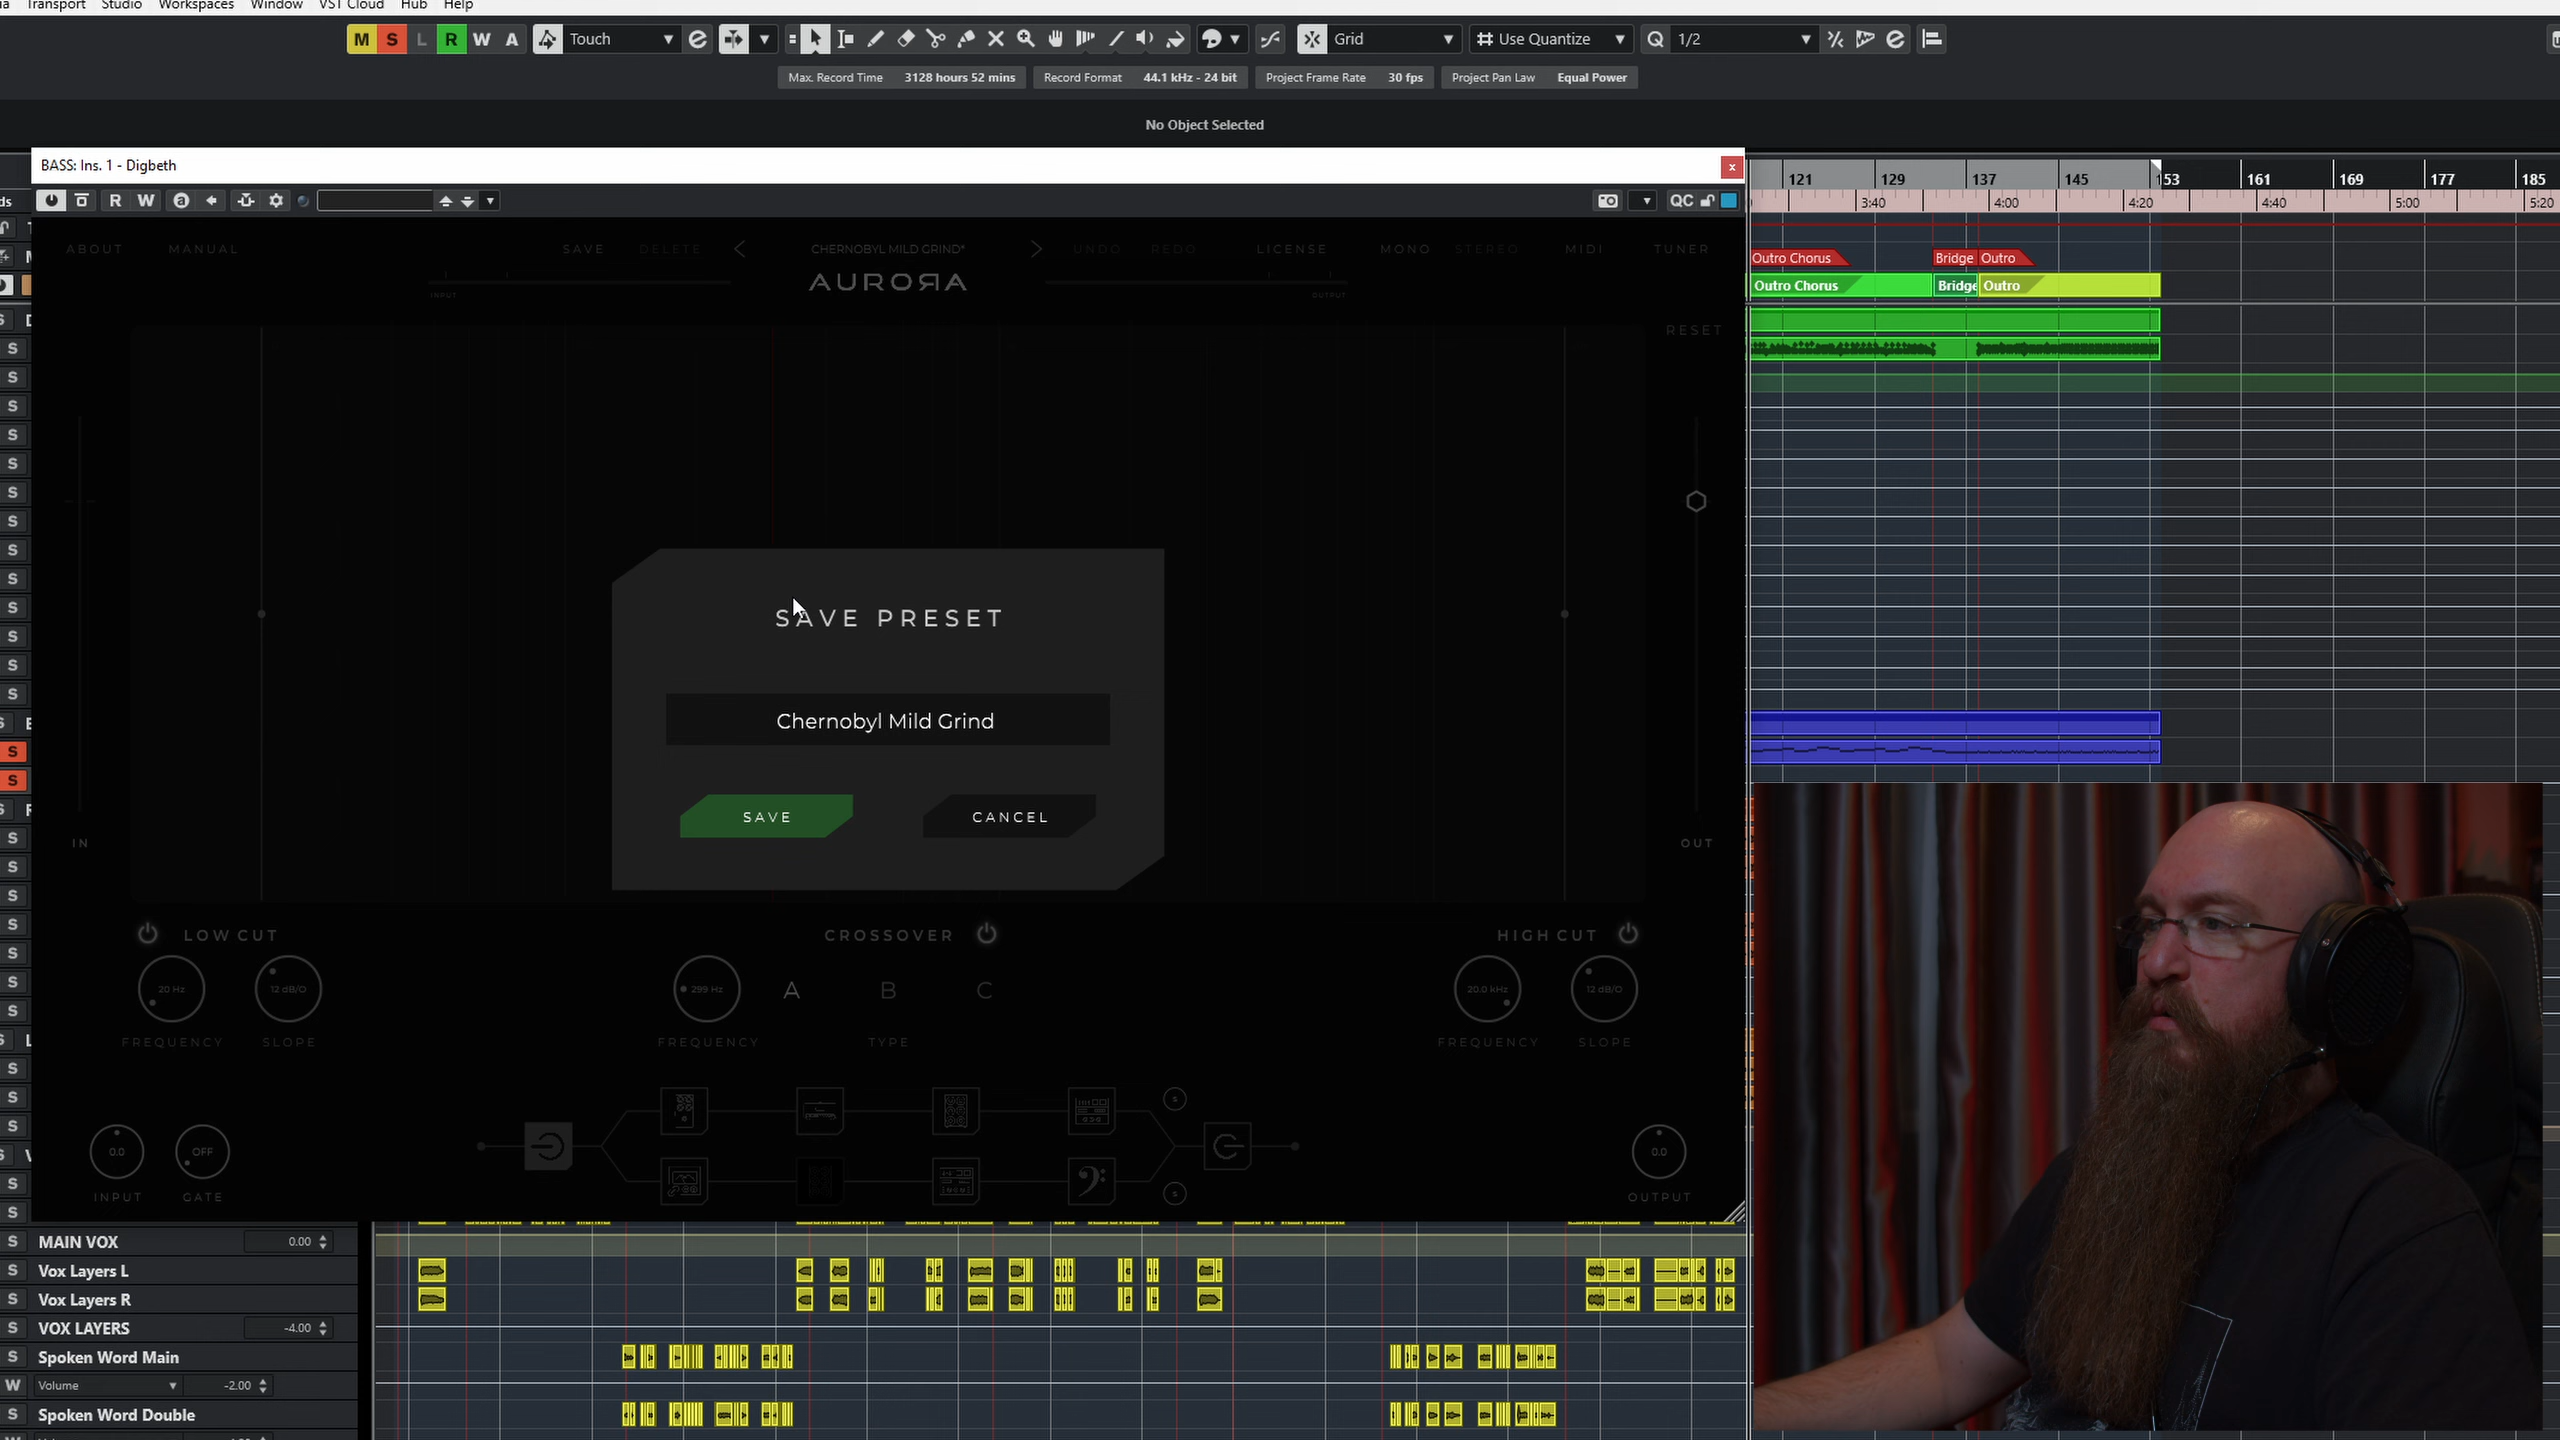 Transport Studio Workspaces Window VST Cloud Hub Help
M S L R W A Touch Grid Use Quantize Q 1/2
Max. Record Time 3128 hours 52 mins Record Format 44.1 kHz - 24 bit Project Frame Rate 30 fps Project Pan Law Equal Power
No Object Selected
BASS: Ins. 1 - Digbeth
R W QC
121 129 137 145 153 161 169 177 185
3:40 4:00 4:20 4:40 5:00 5:20
ABOUT MANUAL SAVE DELETE CHERNOBYL MILD GRIND* UNDO REDO LICENSE MONO STEREO MIDI TUNER
Outro Chorus Bridge Outro
AURORA
Outro Chorus Bridge Outro
INPUT OUTPUT
RESET
SAVE PRESET
Chernobyl Mild Grind
SAVE CANCEL
IN OUT
LOW CUT CROSSOVER HIGH CUT
20 Hz 12 dB/O 299 Hz A B C 20.0 kHz 12 dB/O
FREQUENCY SLOPE FREQUENCY TYPE FREQUENCY SLOPE
0.0 OFF 0.0
INPUT GATE OUTPUT
S MAIN VOX 0.00
S Vox Layers L
S Vox Layers R
S VOX LAYERS -4.00
S Spoken Word Main
W Volume -2.00
S Spoken Word Double